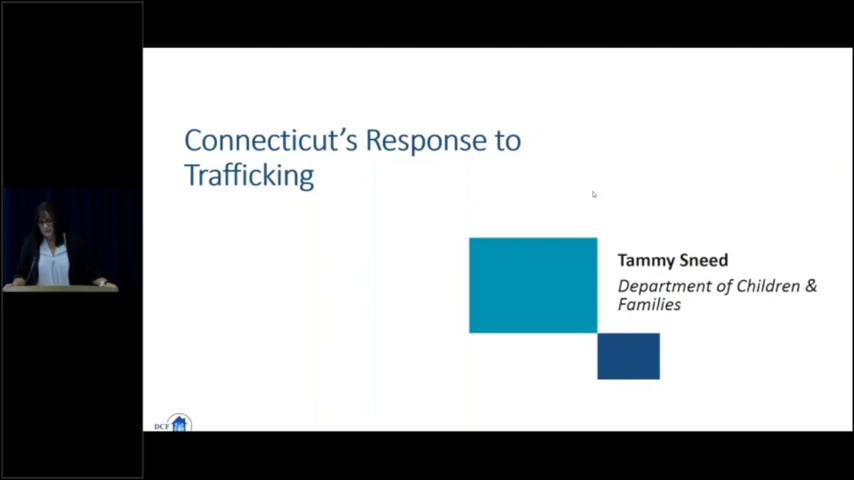 Connecticut's Response to
Trafficking
Tammy Sneed
Department of Children &
Families
DCF